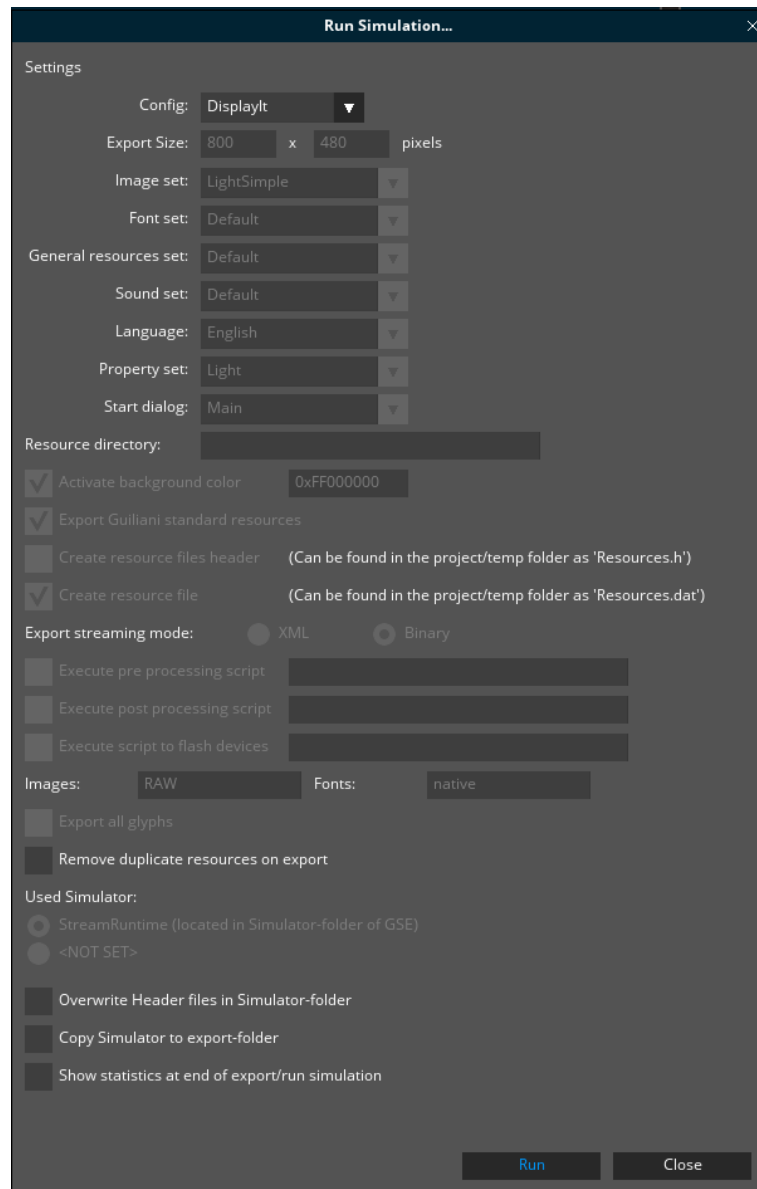 Run Simulation...
Settings
Config: DisplayIt
Export Size: 800 x 480 pixels
Image set: LightSimple
Font set: Default
General resources set: Default
Sound set: Default
Language: English
Property set: Light
Start dialog: Main
Resource directory:
Activate background color 0xFF000000
Export Guiliani standard resources
Create resource files header (Can be found in the project/temp folder as 'Resources.h')
Create resource file (Can be found in the project/temp folder as 'Resources.dat')
Export streaming mode: XML Binary
Execute pre processing script
Execute post processing script
Execute script to flash devices
Images: RAW Fonts: native
Export all glyphs
Remove duplicate resources on export
Used Simulator:
StreamRuntime (located in Simulator-folder of GSE)
<NOT SET>
Overwrite Header files in Simulator-folder
Copy Simulator to export-folder
Show statistics at end of export/run simulation
Run Close